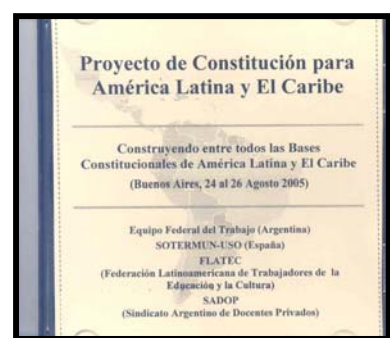 Proyecto de Constitución para
América Latina y El Caribe
Construyendo entre todos las Bases
Constitucionales de América Latina y El Caribe
(Buenos Aires, 24 al 26 Agosto 2005)
Equipo Federal del Trabajo (Argentina)
SOTERMUN-USO (España)
FLATEC
(Federación Latinoamericana de Trabajadores de la
Educación y la Cultura)
SADOP
(Sindicato Argentino de Docentes Privados)